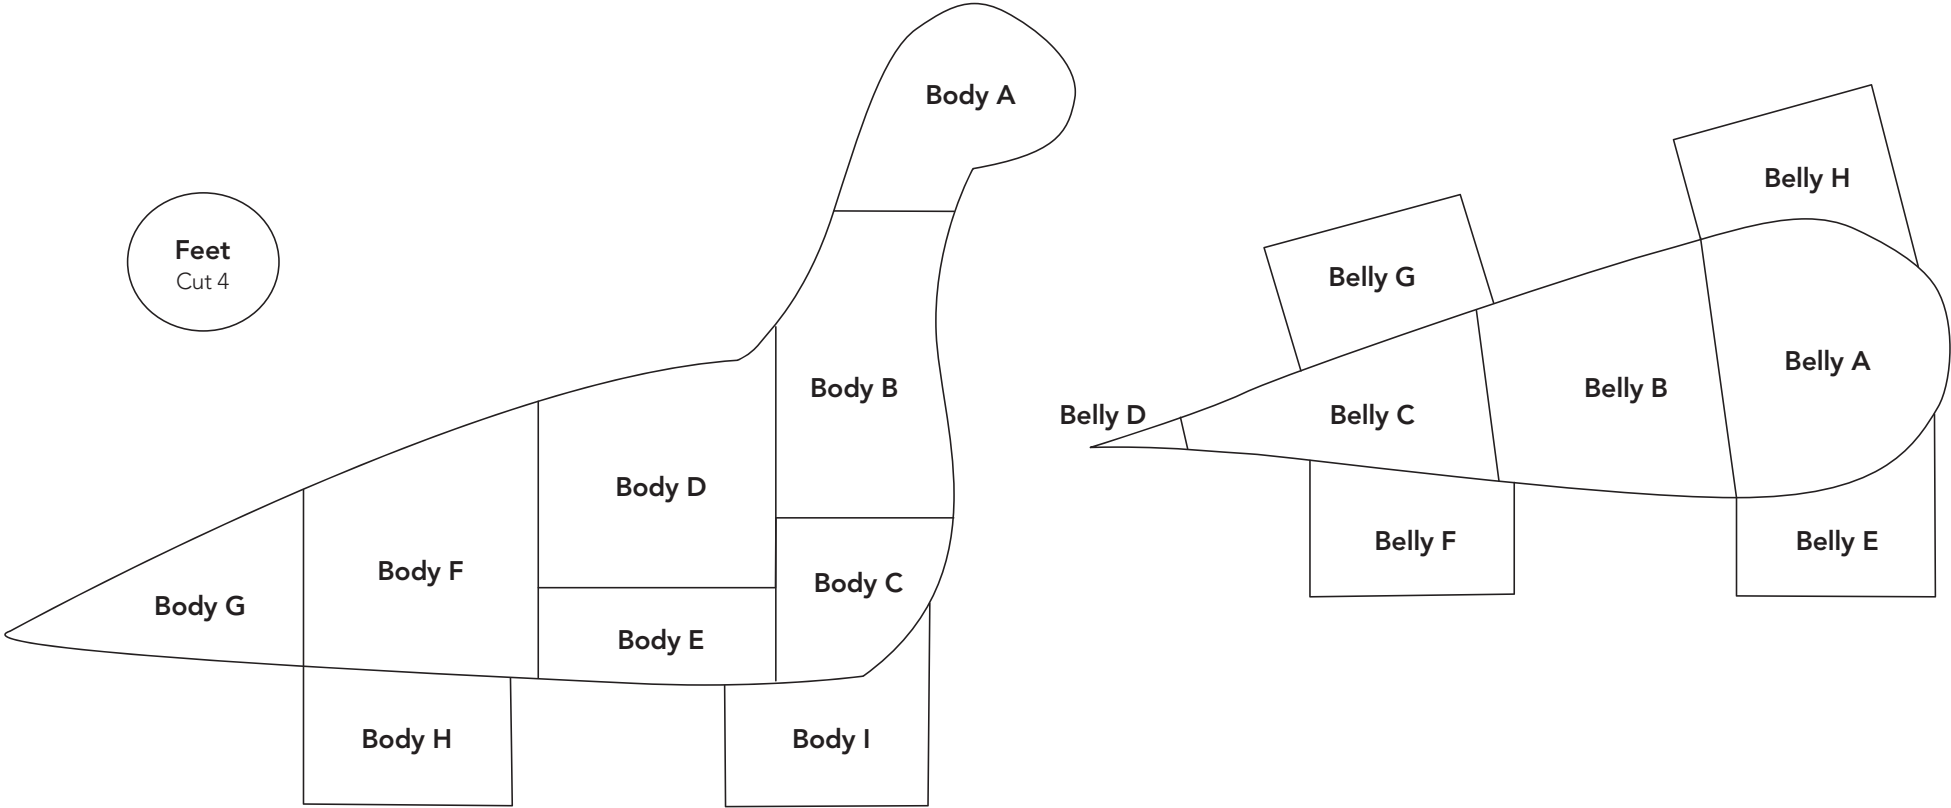 Body A
Feet
Cut 4
Body B
Body D
Body C
Body F
Body G
Body E
Body H
Body I
Belly H
Belly G
Belly A
Belly B
Belly D
Belly C
Belly F
Belly E